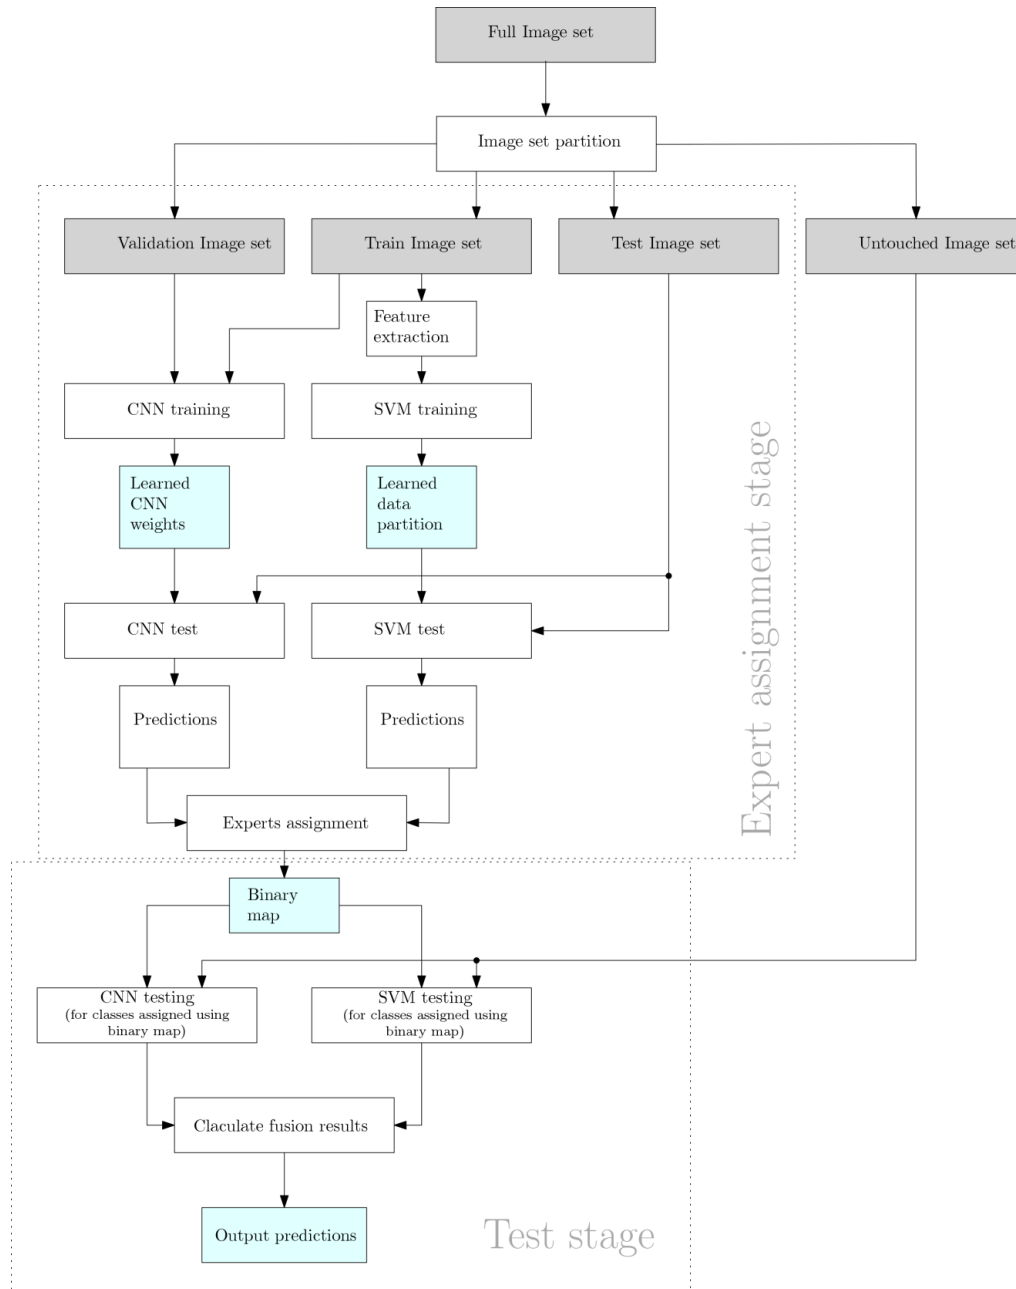 Full Image set
Image set partition
Validation Image set
Train Image set
Test Image set
Untouched Image set
Feature
extraction
CNN training
SVM training
Learned
CNN
weights
Learned
data
partition
CNN test
SVM test
Predictions
Predictions
Experts assignment
Expert assignment stage
Binary
map
CNN testing
(for classes assigned using
binary map)
SVM testing
(for classes assigned using
binary map)
Claculate fusion results
Output predictions
Test stage